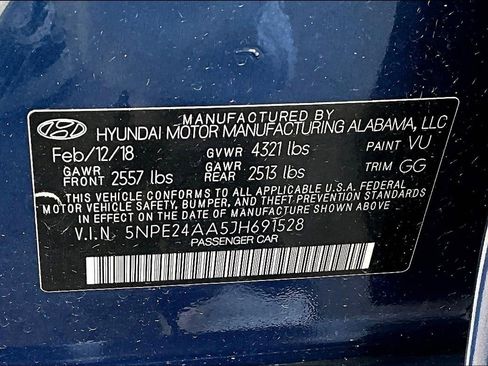 MANUFACTURED BY
HYUNDAI MOTOR MANUFACTURING ALABAMA, LLC
Feb/12/18 GVWR 4321 lbs PAINT VU
GAWR FRONT 2557 lbs GAWR REAR 2513 lbs TRIM GG
THIS VEHICLE CONFORMS TO ALL APPLICABLE U.S.A. FEDERAL
MOTOR VEHICLE SAFETY, BUMPER, AND THEFT PREVENTION STANDARDS
IN EFFECT ON THE DATE OF MANUFACTURE SHOWN ABOVE.
V.I.N. 5NPE24AA5JH691528
PASSENGER CAR